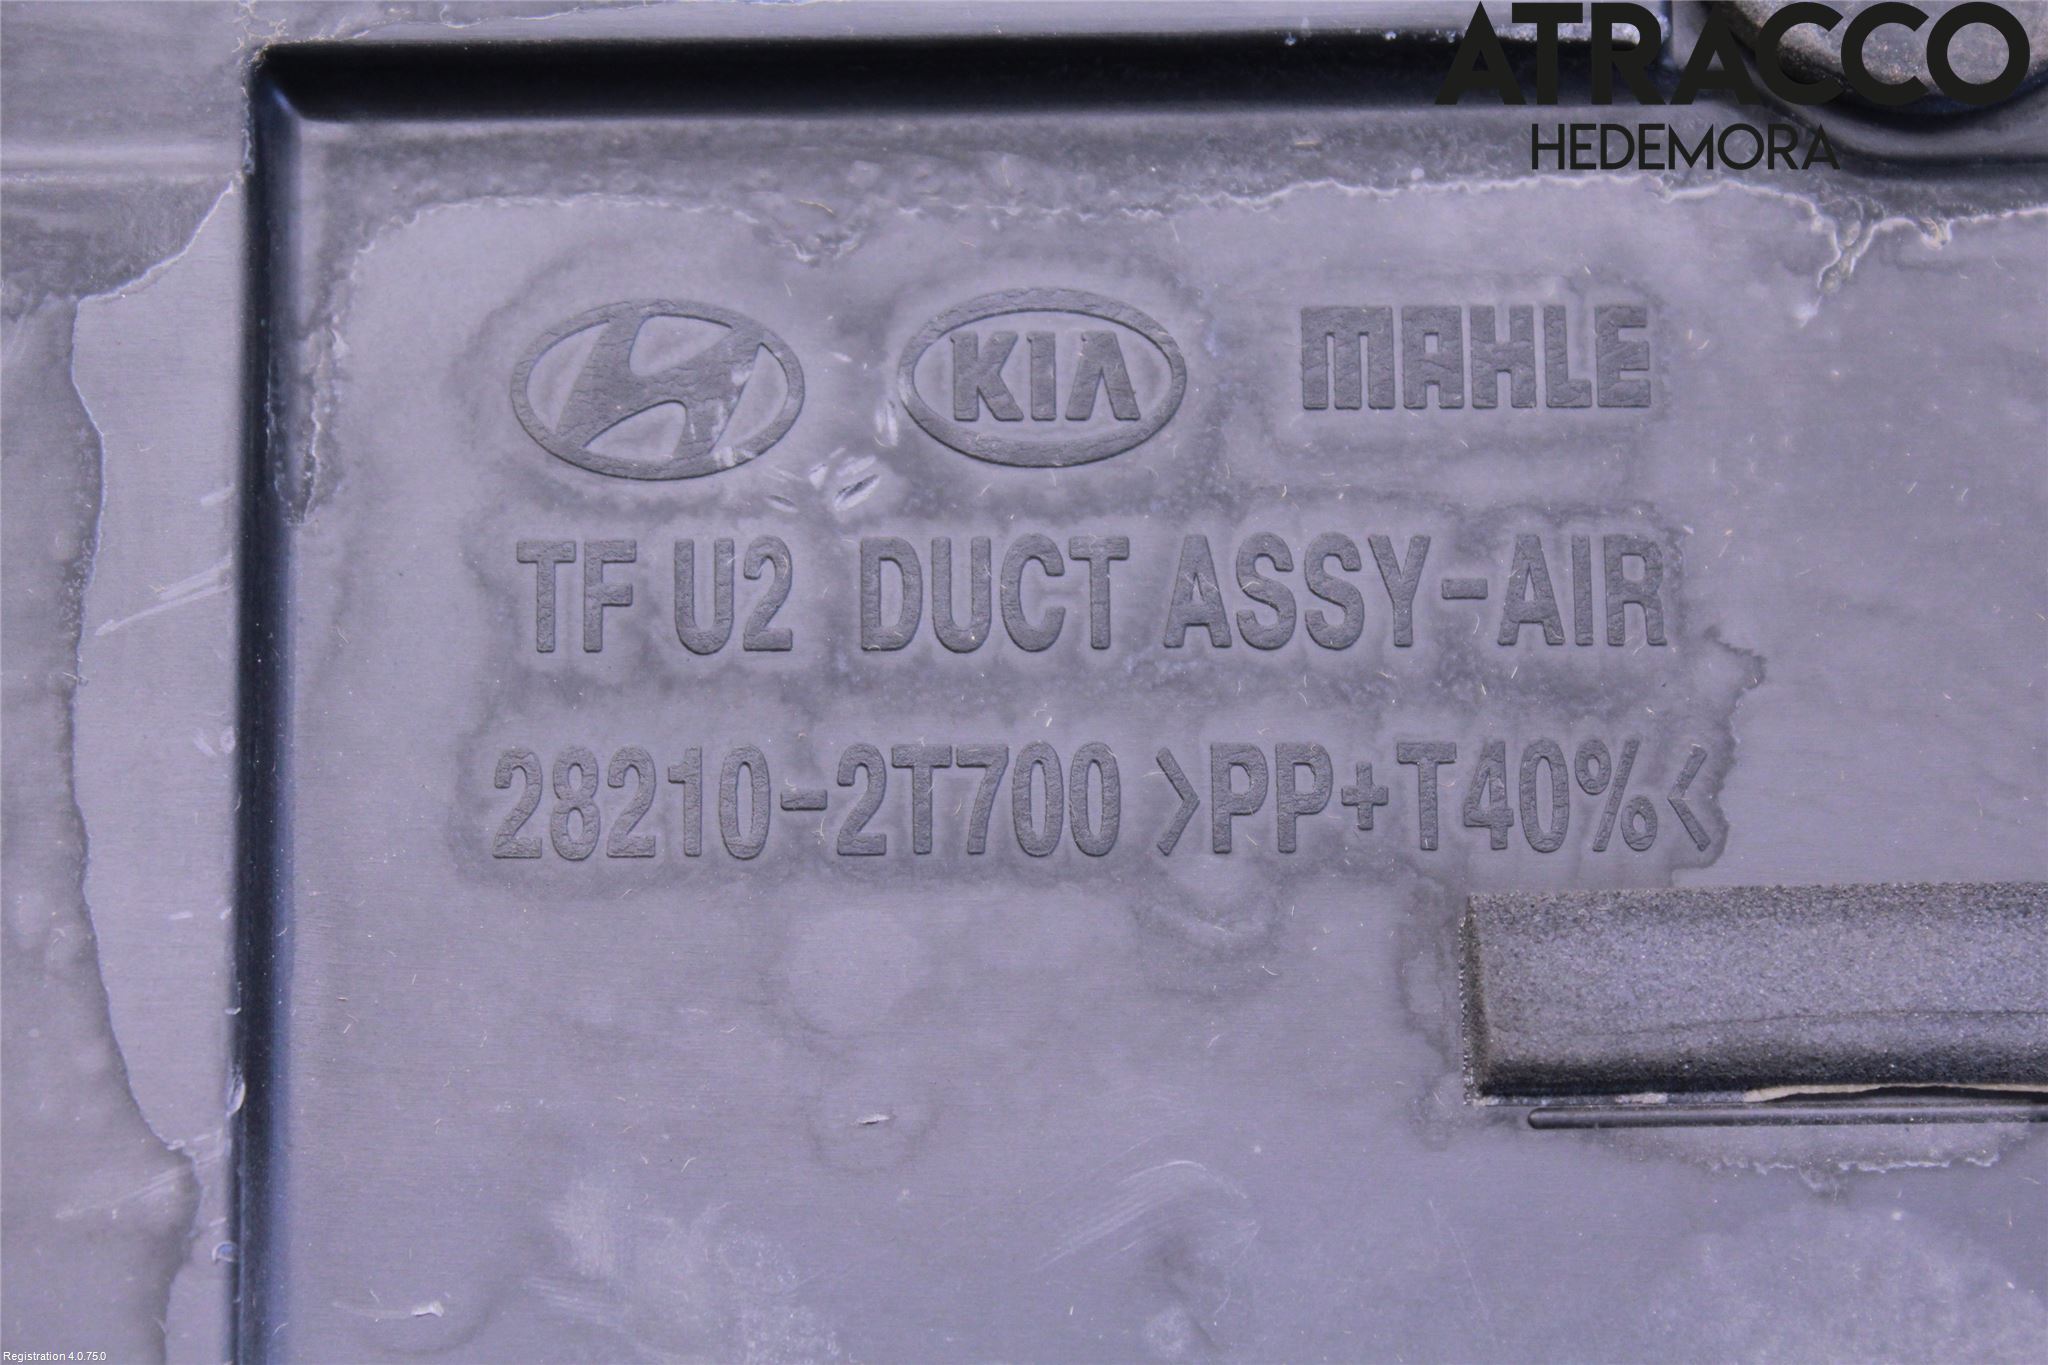 ATRACCO
HEDEMORA
KIA MAHLE
TF U2 DUCT ASSY-AIR
28210-2T700 >PP+T40%<
Registration 4.0.75.0